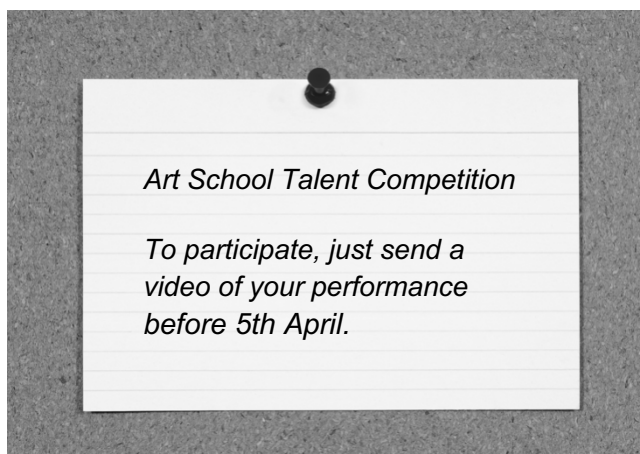 Art School Talent Competition
To participate, just send a
video of your performance
before 5th April.